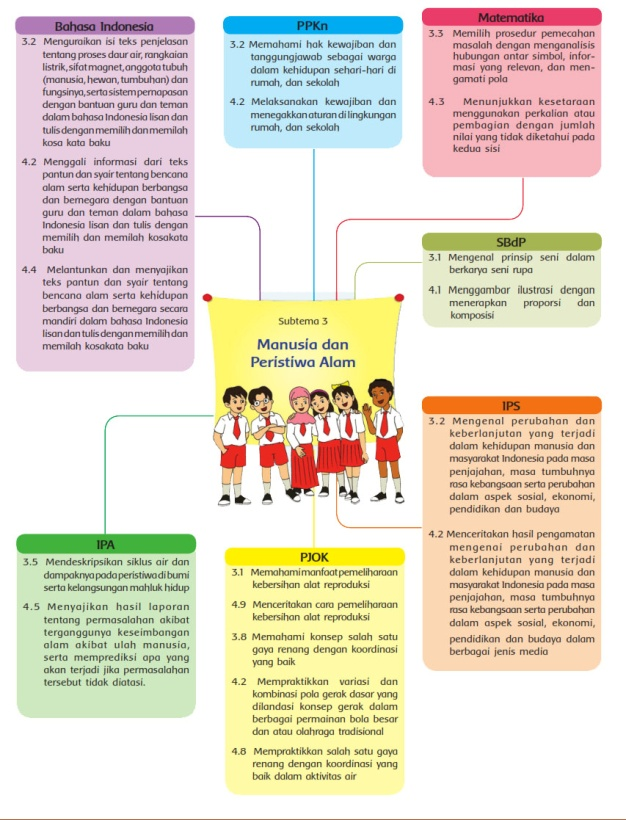 Bahasa Indonesia
3.2 Menguraikan isi teks penjelasan
tentang proses daur air, rangkaian
listrik, sifat magnet, anggota tubuh
(manusia, hewan, tumbuhan) dan
fungsinya, serta sistem pernapasan
dengan bantuan guru dan teman
dalam bahasa Indonesia lisan dan
tulis dengan memilih dan memilah
kosa kata baku
4.2 Menggali informasi dari teks
pantun dan syair tentang bencana
alam serta kehidupan berbangsa
dan bernegara dengan bantuan
guru dan teman dalam bahasa
Indonesia lisan dan tulis dengan
memilih dan memilah kosakata
baku
4.4 Melantunkan dan menyajikan
teks pantun dan syair tentang
bencana alam serta kehidupan
berbangsa dan bernegara secara
mandiri dalam bahasa Indonesia
lisan dan tulis dengan memilih dan
memilah kosakata baku
PPKn
3.2 Memahami hak kewajiban dan
tanggungjawab sebagai warga
dalam kehidupan sehari-hari di
rumah, dan sekolah
4.2 Melaksanakan kewajiban dan
menegakkan aturan di lingkungan
rumah, dan sekolah
Matematika
3.3 Memilih prosedur pemecahan
masalah dengan menganalisis
hubungan antar simbol, infor-
masi yang relevan, dan men-
gamati pola
4.3 Menunjukkan kesetaraan
menggunakan perkalian atau
pembagian dengan jumlah
nilai yang tidak diketahui pada
kedua sisi
SBdP
3.1 Mengenal prinsip seni dalam
berkarya seni rupa
4.1 Menggambar ilustrasi dengan
menerapkan proporsi dan
komposisi
Subtema 3
Manusia dan
Peristiwa Alam
IPS
3.2 Mengenal perubahan dan
keberlanjutan yang terjadi
dalam kehidupan manusia dan
masyarakat Indonesia pada masa
penjajahan, masa tumbuhnya
rasa kebangsaan serta perubahan
dalam aspek sosial, ekonomi,
pendidikan dan budaya
4.2 Menceritakan hasil pengamatan
mengenai perubahan dan
keberlanjutan yang terjadi
dalam kehidupan manusia dan
masyarakat Indonesia pada masa
penjajahan, masa tumbuhnya
rasa kebangsaan serta perubahan
dalam aspek sosial, ekonomi,
pendidikan dan budaya dalam
berbagai jenis media
IPA
3.5 Mendeskripsikan siklus air dan
dampaknya pada peristiwa di bumi
serta kelangsungan mahluk hidup
4.5 Menyajikan hasil laporan
tentang permasalahan akibat
terganggunya keseimbangan
alam akibat ulah manusia,
serta memprediksi apa yang
akan terjadi jika permasalahan
tersebut tidak diatasi.
PJOK
3.1 Memahami manfaat pemeliharaan
kebersihan alat reproduksi
4.9 Menceritakan cara pemeliharaan
kebersihan alat reproduksi
3.8 Memahami konsep salah satu
gaya renang dengan koordinasi
yang baik
4.2 Mempraktikkan variasi dan
kombinasi pola gerak dasar yang
dilandasi konsep gerak dalam
berbagai permainan bola besar
dan atau olahraga tradisional
4.8 Mempraktikkan salah satu gaya
renang dengan koordinasi yang
baik dalam aktivitas air